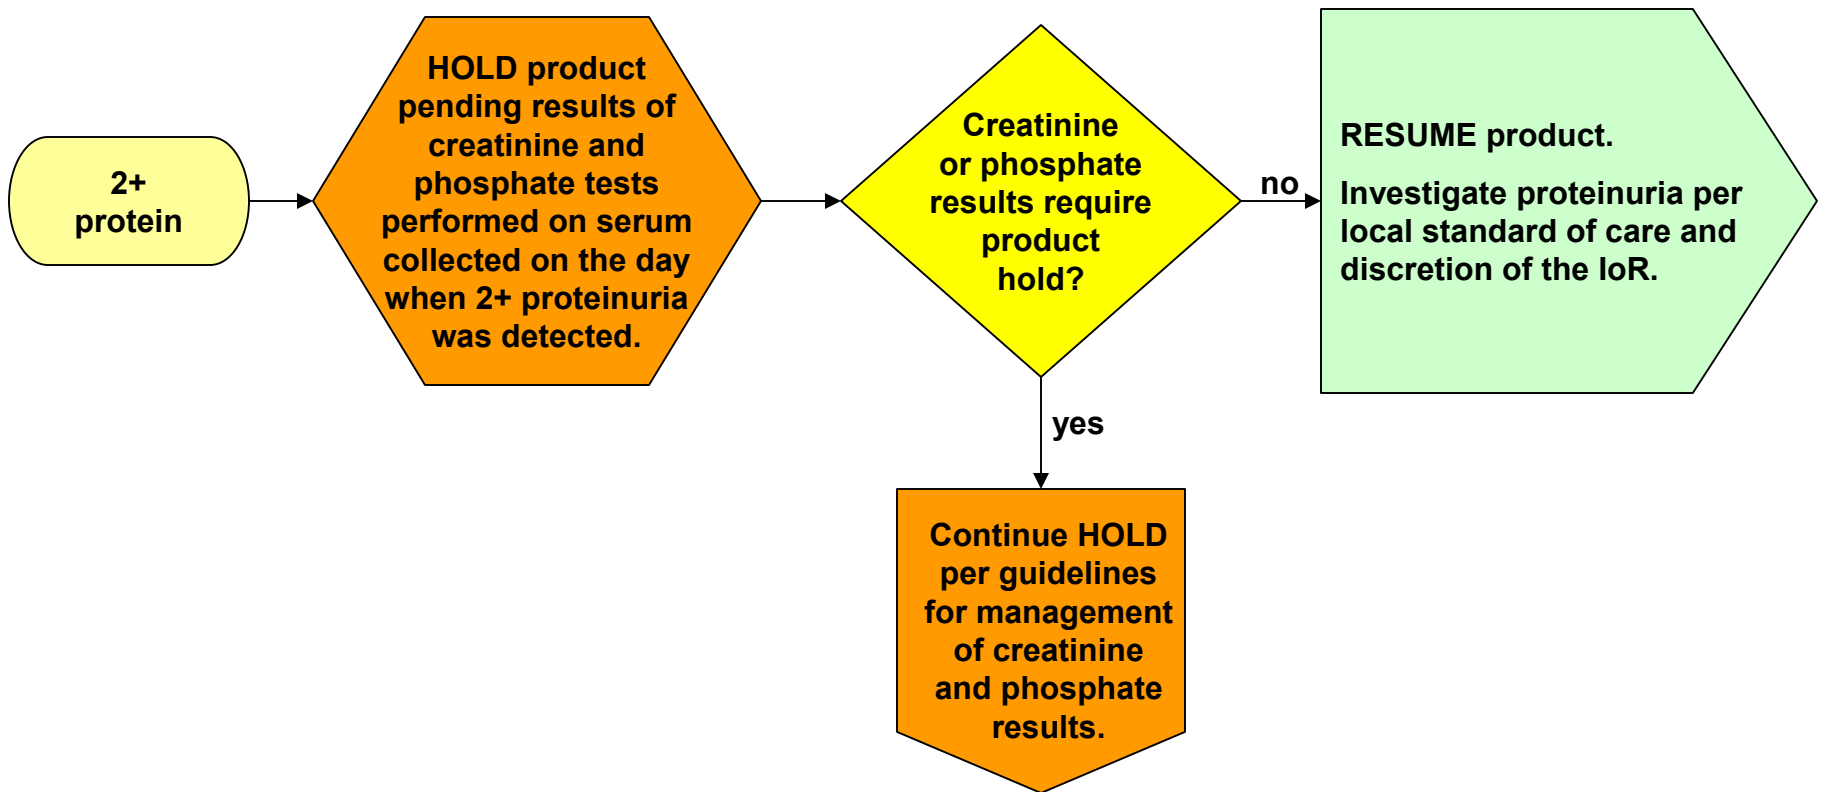 2+
protein
HOLD product
pending results of
creatinine and
phosphate tests
performed on serum
collected on the day
when 2+ proteinuria
was detected.
Creatinine
or phosphate
results require
product
hold?
no
RESUME product.
Investigate proteinuria per
local standard of care and
discretion of the IoR.
yes
Continue HOLD
per guidelines
for management
of creatinine
and phosphate
results.